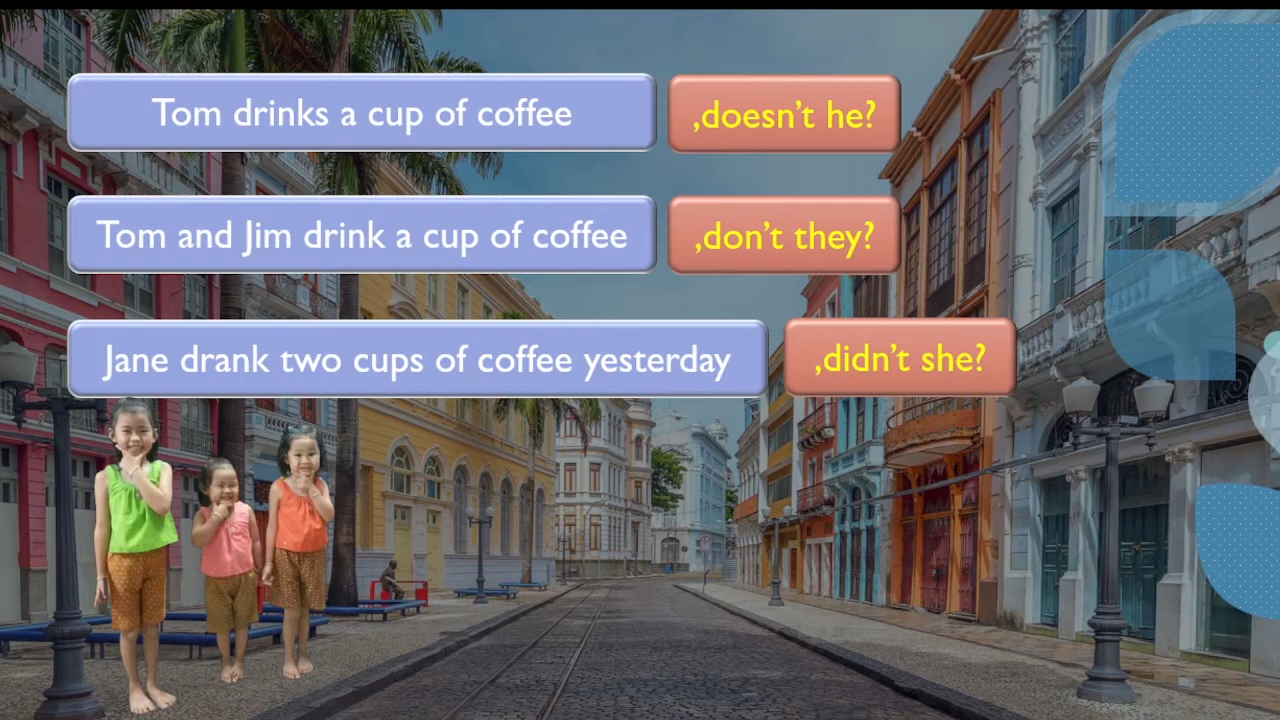 Tom drinks a cup of coffee ,doesn't he?
Tom and Jim drink a cup of coffee ,don't they?
Jane drank two cups of coffee yesterday ,didn't she?